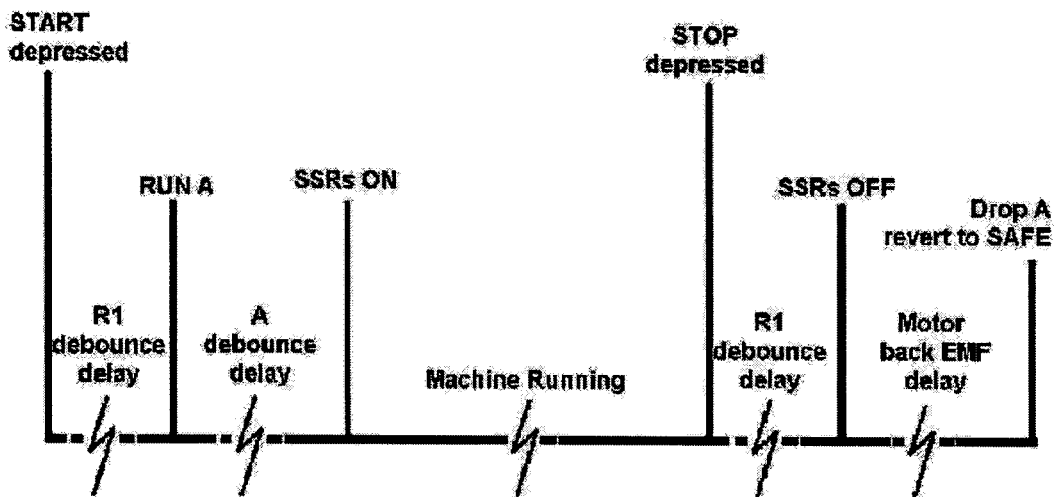 START
depressed
STOP
depressed
RUN A
SSRs ON
SSRs OFF
Drop A
revert to SAFE
R1
debounce
delay
A
debounce
delay
Machine Running
R1
debounce
delay
Motor
back EMF
delay